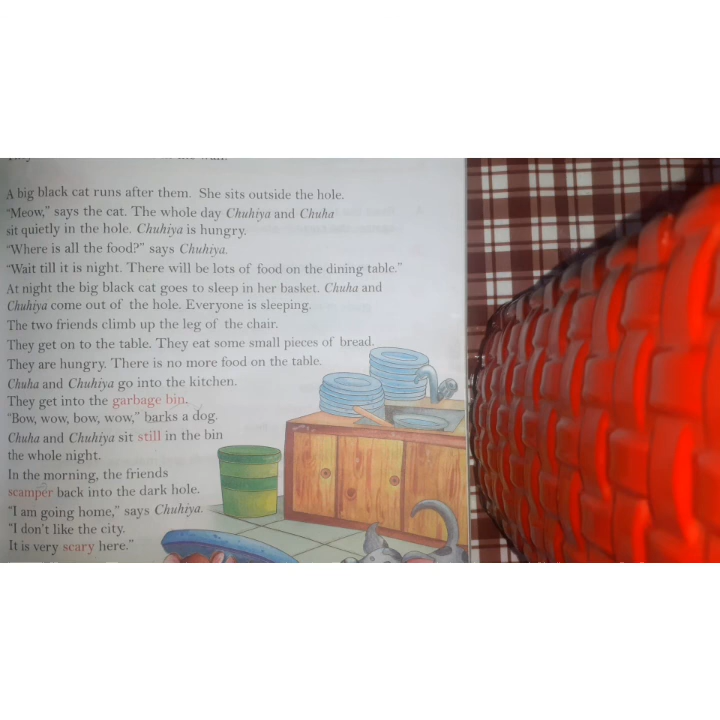 A big black cat runs after them. She sits outside the hole.
"Meow," says the cat. The whole day Chuhiya and Chuha
sit quietly in the hole. Chuhiya is hungry.
"Where is all the food?" says Chuhiya.
"Wait till it is night. There will be lots of food on the dining table."
At night the big black cat goes to sleep in her basket. Chuha and
Chuhiya come out of the hole. Everyone is sleeping.
The two friends climb up the leg of the chair.
They get on to the table. They eat some small pieces of bread.
They are hungry. There is no more food on the table.
Chuha and Chuhiya go into the kitchen.
They get into the garbage bin.
"Bow, wow, bow, wow," barks a dog.
Chuha and Chuhiya sit still in the bin
the whole night.
In the morning, the friends
scamper back into the dark hole.
"I am going home," says Chuhiya.
"I don't like the city.
It is very scary here."